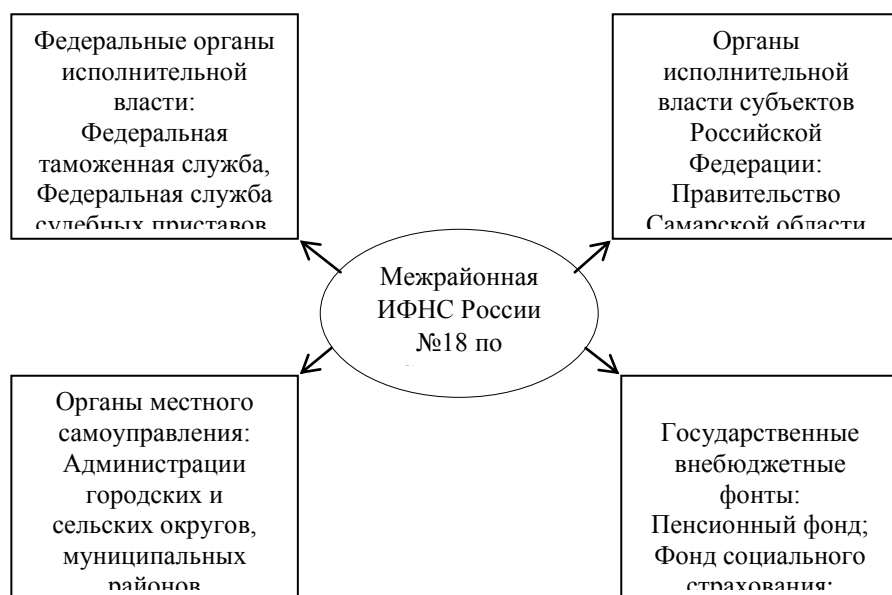 Федеральные органы
исполнительной
власти:
Федеральная
таможенная служба,
Федеральная служба
судебных приставов
Органы
исполнительной
власти субъектов
Российской
Федерации:
Правительство
Самарской области
Межрайонная
ИФНС России
№18 по
Органы местного
самоуправления:
Администрации
городских и
сельских округов,
муниципальных
районов
Государственные
внебюджетные
фонты:
Пенсионный фонд;
Фонд социального
страхования;